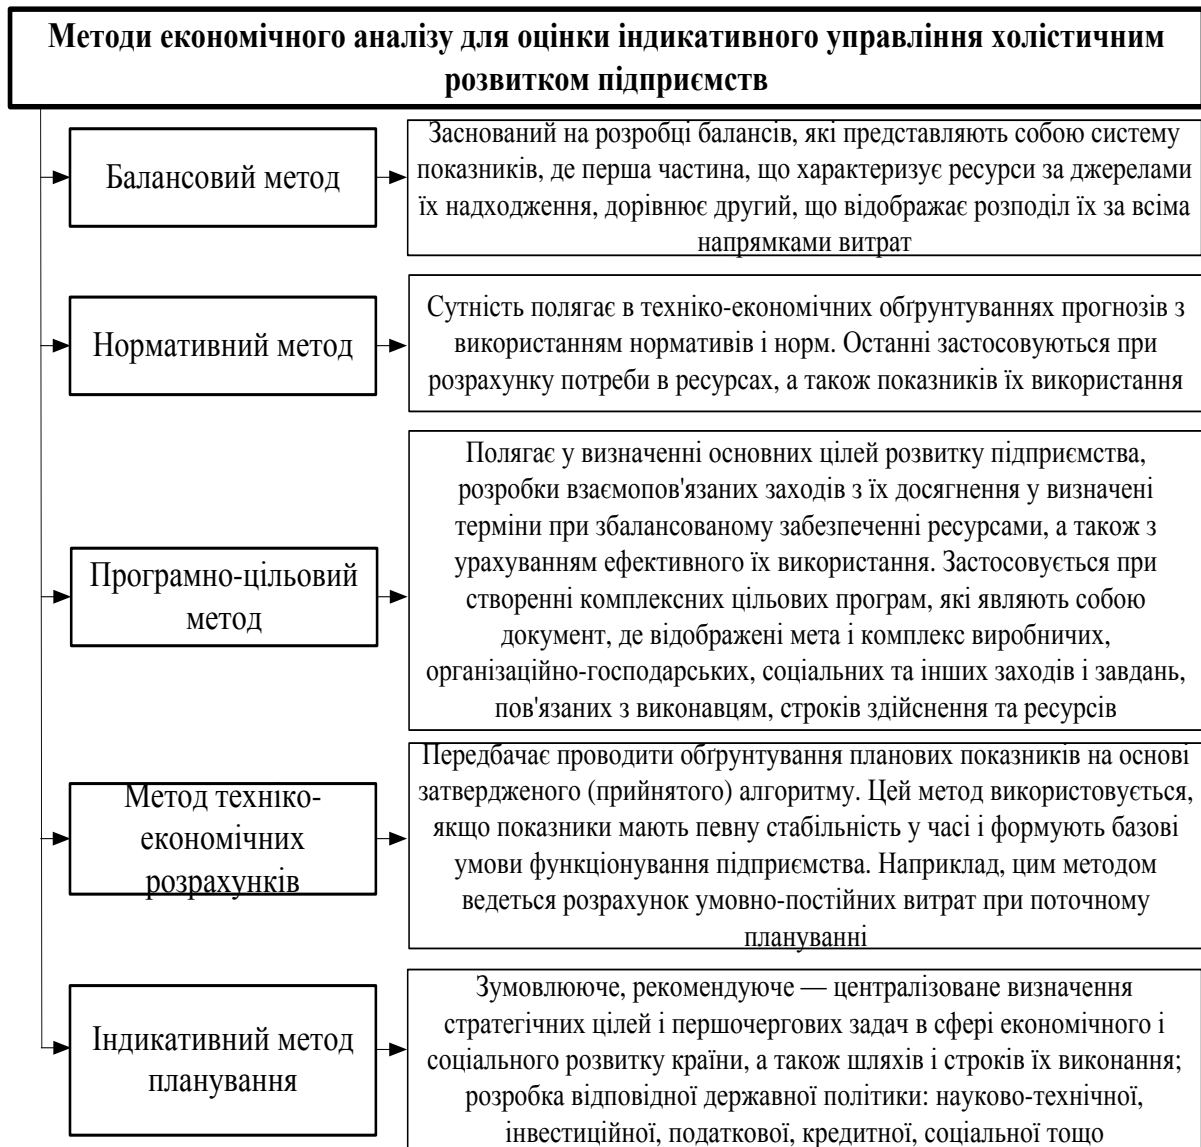 Методи економічного аналізу для оцінки індикативного управління холістичним
розвитком підприємств
Балансовий метод
Заснований на розробці балансів, які представляють собою систему
показників, де перша частина, що характеризує ресурси за джерелами
їх надходження, дорівнює другий, що відображає розподіл їх за всіма
напрямками витрат
Нормативний метод
Сутність полягає в техніко-економічних обґрунтуваннях прогнозів з
використанням нормативів і норм. Останні застосовуються при
розрахунку потреби в ресурсах, а також показників їх використання
Програмно-цільовий
метод
Полягає у визначенні основних цілей розвитку підприємства,
розробки взаємопов'язаних заходів з їх досягнення у визначені
терміни при збалансованому забезпеченні ресурсами, а також з
урахуванням ефективного їх використання. Застосовується при
створенні комплексних цільових програм, які являють собою
документ, де відображені мета і комплекс виробничих,
організаційно-господарських, соціальних та інших заходів і завдань,
пов'язаних з виконавцям, строків здійснення та ресурсів
Метод техніко-
економічних
розрахунків
Передбачає проводити обґрунтування планових показників на основі
затвердженого (прийнятого) алгоритму. Цей метод використовується,
якщо показники мають певну стабільність у часі і формують базові
умови функціонування підприємства. Наприклад, цим методом
ведеться розрахунок умовно-постійних витрат при поточному
плануванні
Індикативний метод
планування
Зумовлююче, рекомендуюче — централізоване визначення
стратегічних цілей і першочергових задач в сфері економічного і
соціального розвитку країни, а також шляхів і строків їх виконання;
розробка відповідної державної політики: науково-технічної,
інвестиційної, податкової, кредитної, соціальної тощо